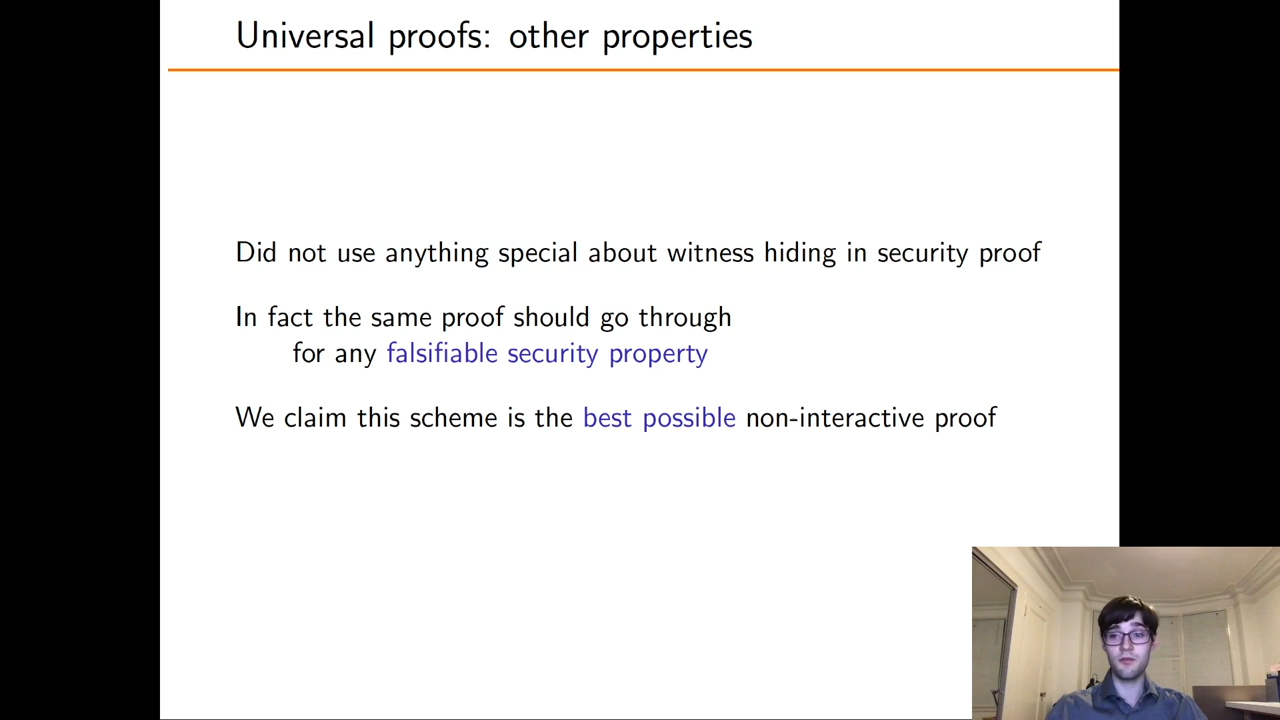 Universal proofs: other properties
Did not use anything special about witness hiding in security proof
In fact the same proof should go through
for any falsifiable security property
We claim this scheme is the best possible non-interactive proof